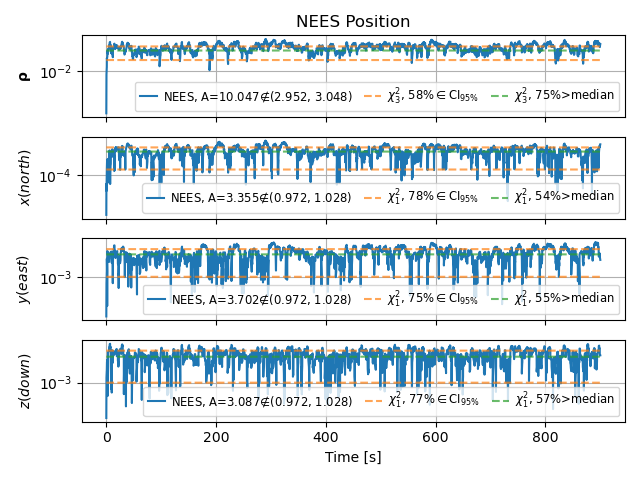 NEES Position
ρ
10⁻²
NEES, A=10.047∉(2.952, 3.048) χ²₃, 58%∈CI₉₅% χ²₃, 75%>median
x(north)
10⁻⁴
NEES, A=3.355∉(0.972, 1.028) χ²₁, 78%∈CI₉₅% χ²₁, 54%>median
y(east)
10⁻³
NEES, A=3.702∉(0.972, 1.028) χ²₁, 75%∈CI₉₅% χ²₁, 55%>median
z(down)
10⁻³
NEES, A=3.087∉(0.972, 1.028) χ²₁, 77%∈CI₉₅% χ²₁, 57%>median
0 200 400 600 800
Time [s]